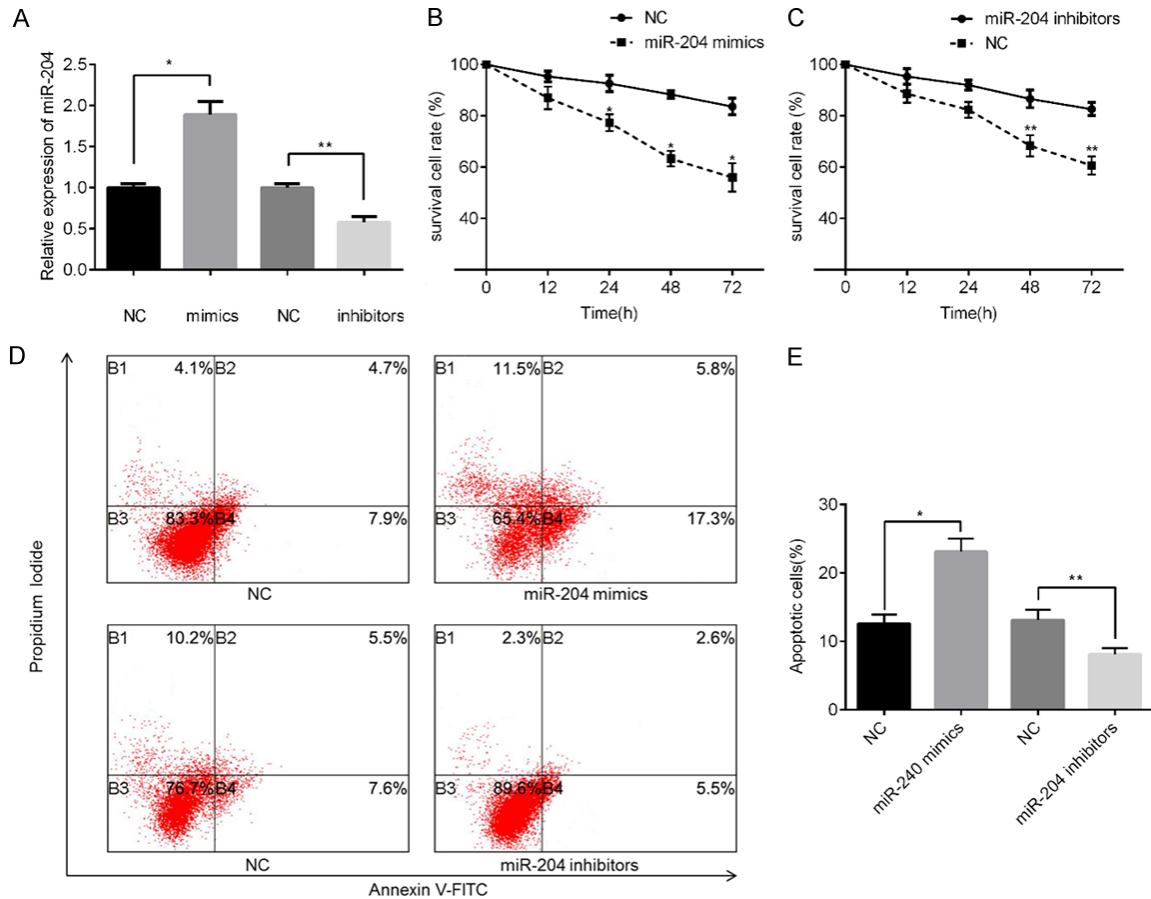 A
Relative expression of miR-204
2.5
2.0
1.5
1.0
0.5
0.0
*
**
NC
mimics
NC
inhibitors
B
NC
miR-204 mimics
survival cell rate (%)
100
80
60
40
*
*
*
0
12
24
48
72
Time(h)
C
miR-204 inhibitors
NC
survival cell rate (%)
100
80
60
40
**
**
0
12
24
48
72
Time(h)
D
Propidium Iodide
B1
4.1%
B2
4.7%
B3
83.3%
B4
7.9%
NC
B1
11.5%
B2
5.8%
B3
65.4%
B4
17.3%
miR-204 mimics
B1
10.2%
B2
5.5%
B3
76.7%
B4
7.6%
NC
B1
2.3%
B2
2.6%
B3
89.6%
B4
5.5%
miR-204 inhibitors
Annexin V-FITC
E
Apoptotic cells(%)
30
20
10
0
*
**
NC
miR-240 mimics
NC
miR-204 inhibitors